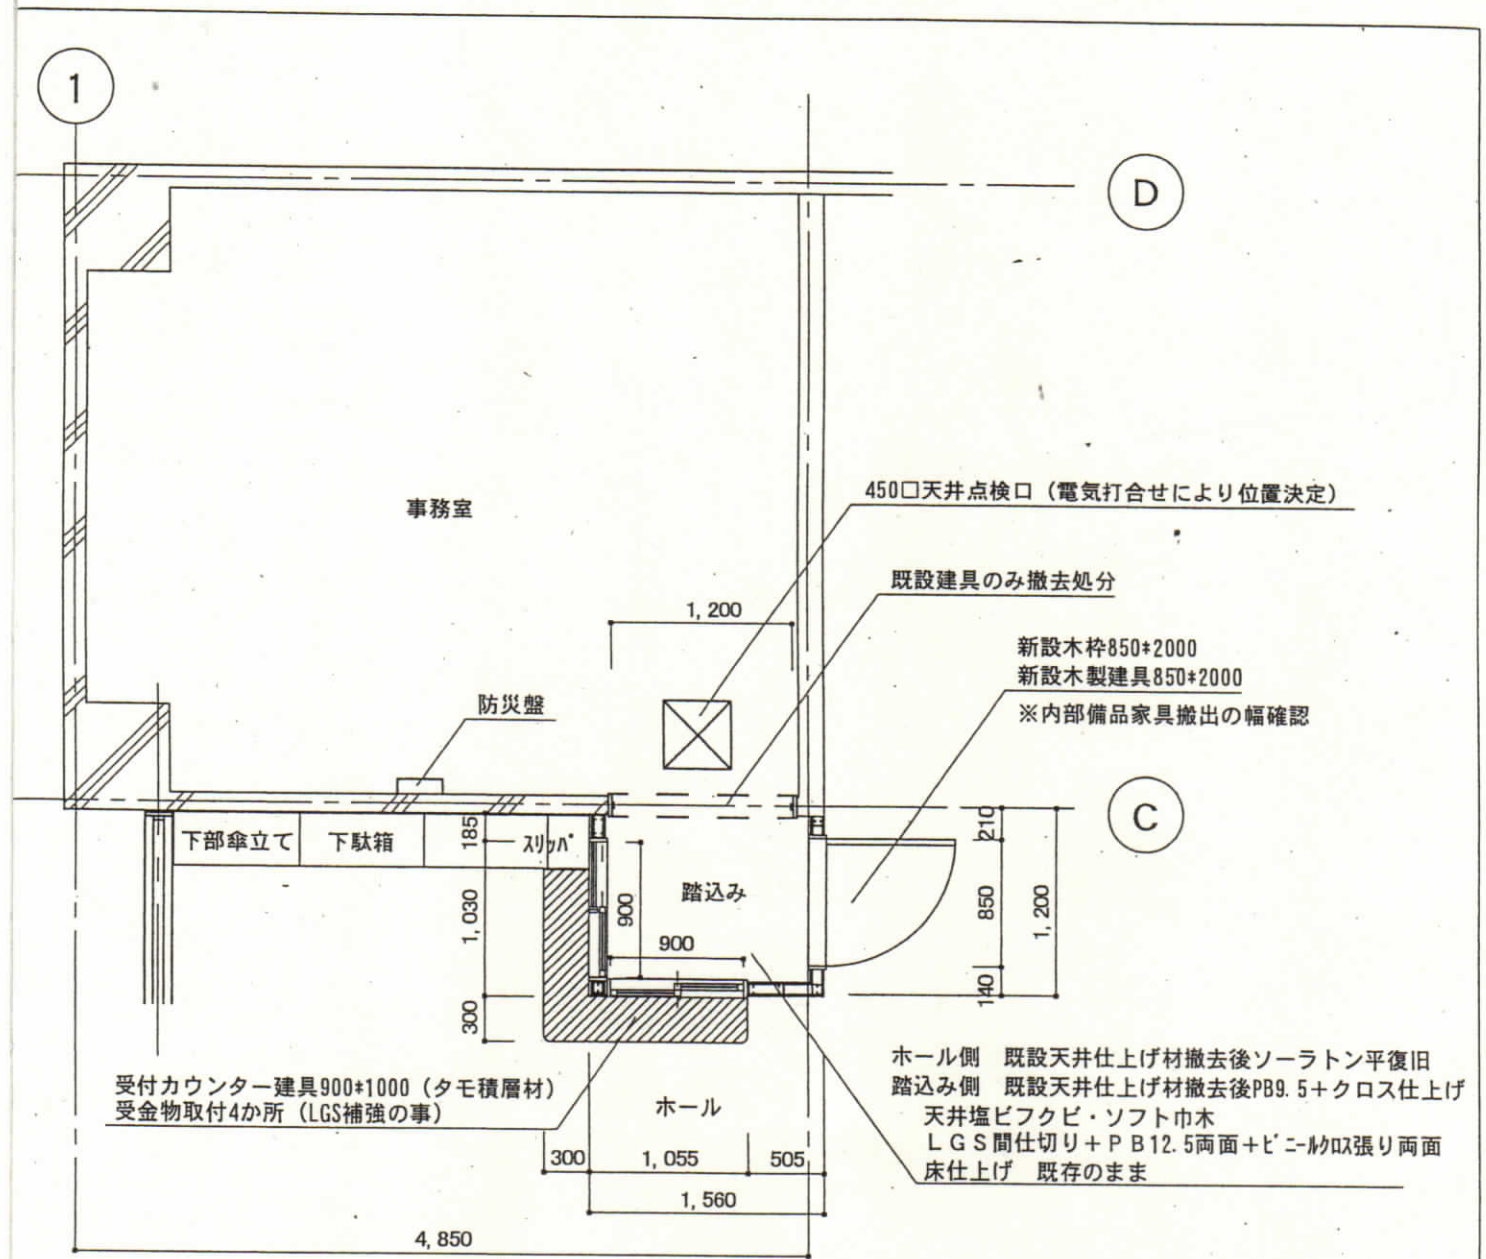 1
D
事務室
450□天井点検口（電気打合せにより位置決定）
既設建具のみ撤去処分
1,200
新設木枠850*2000
新設木製建具850*2000
※内部備品家具搬出の幅確認
防災盤
C
下部傘立て
下駄箱
スリッパ
185
1,030
300
900
900
踏込み
210
850
140
1,200
受付カウンター建具900*1000（タモ積層材）
受金物取付4か所（LGS補強の事）
ホール
ホール側　既設天井仕上げ材撤去後ソーラトン平復旧
踏込み側　既設天井仕上げ材撤去後PB9.5＋クロス仕上げ
天井塩ビフクビ・ソフト巾木
ＬＧＳ間仕切り＋ＰＢ12.5両面＋ビニールクロス張り両面
床仕上げ　既存のまま
300
1,055
505
1,560
4,850